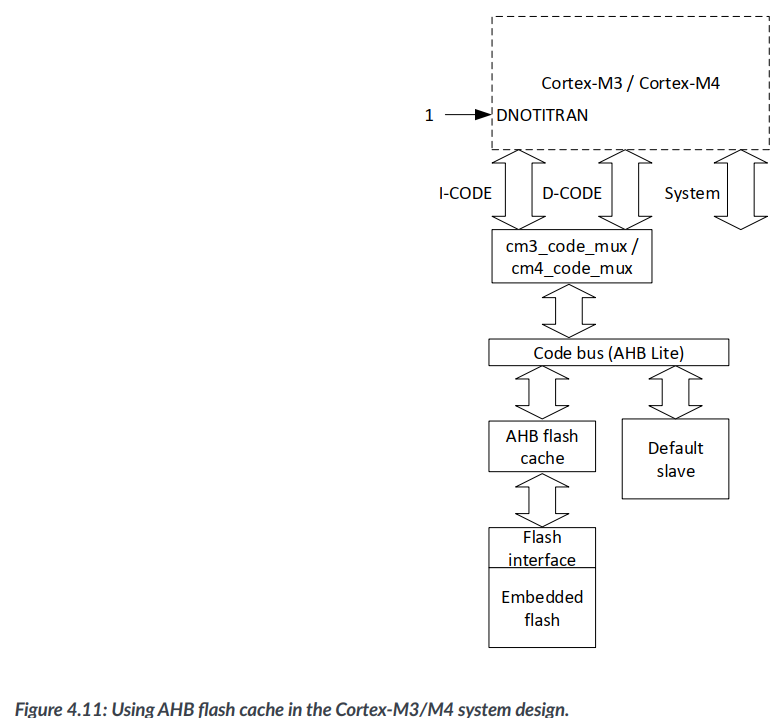 Cortex-M3 / Cortex-M4
1
DNOTITRAN
I-CODE
D-CODE
System
cm3_code_mux /
cm4_code_mux
Code bus (AHB Lite)
AHB flash
cache
Default
slave
Flash
interface
Embedded
flash
Figure 4.11: Using AHB flash cache in the Cortex-M3/M4 system design.